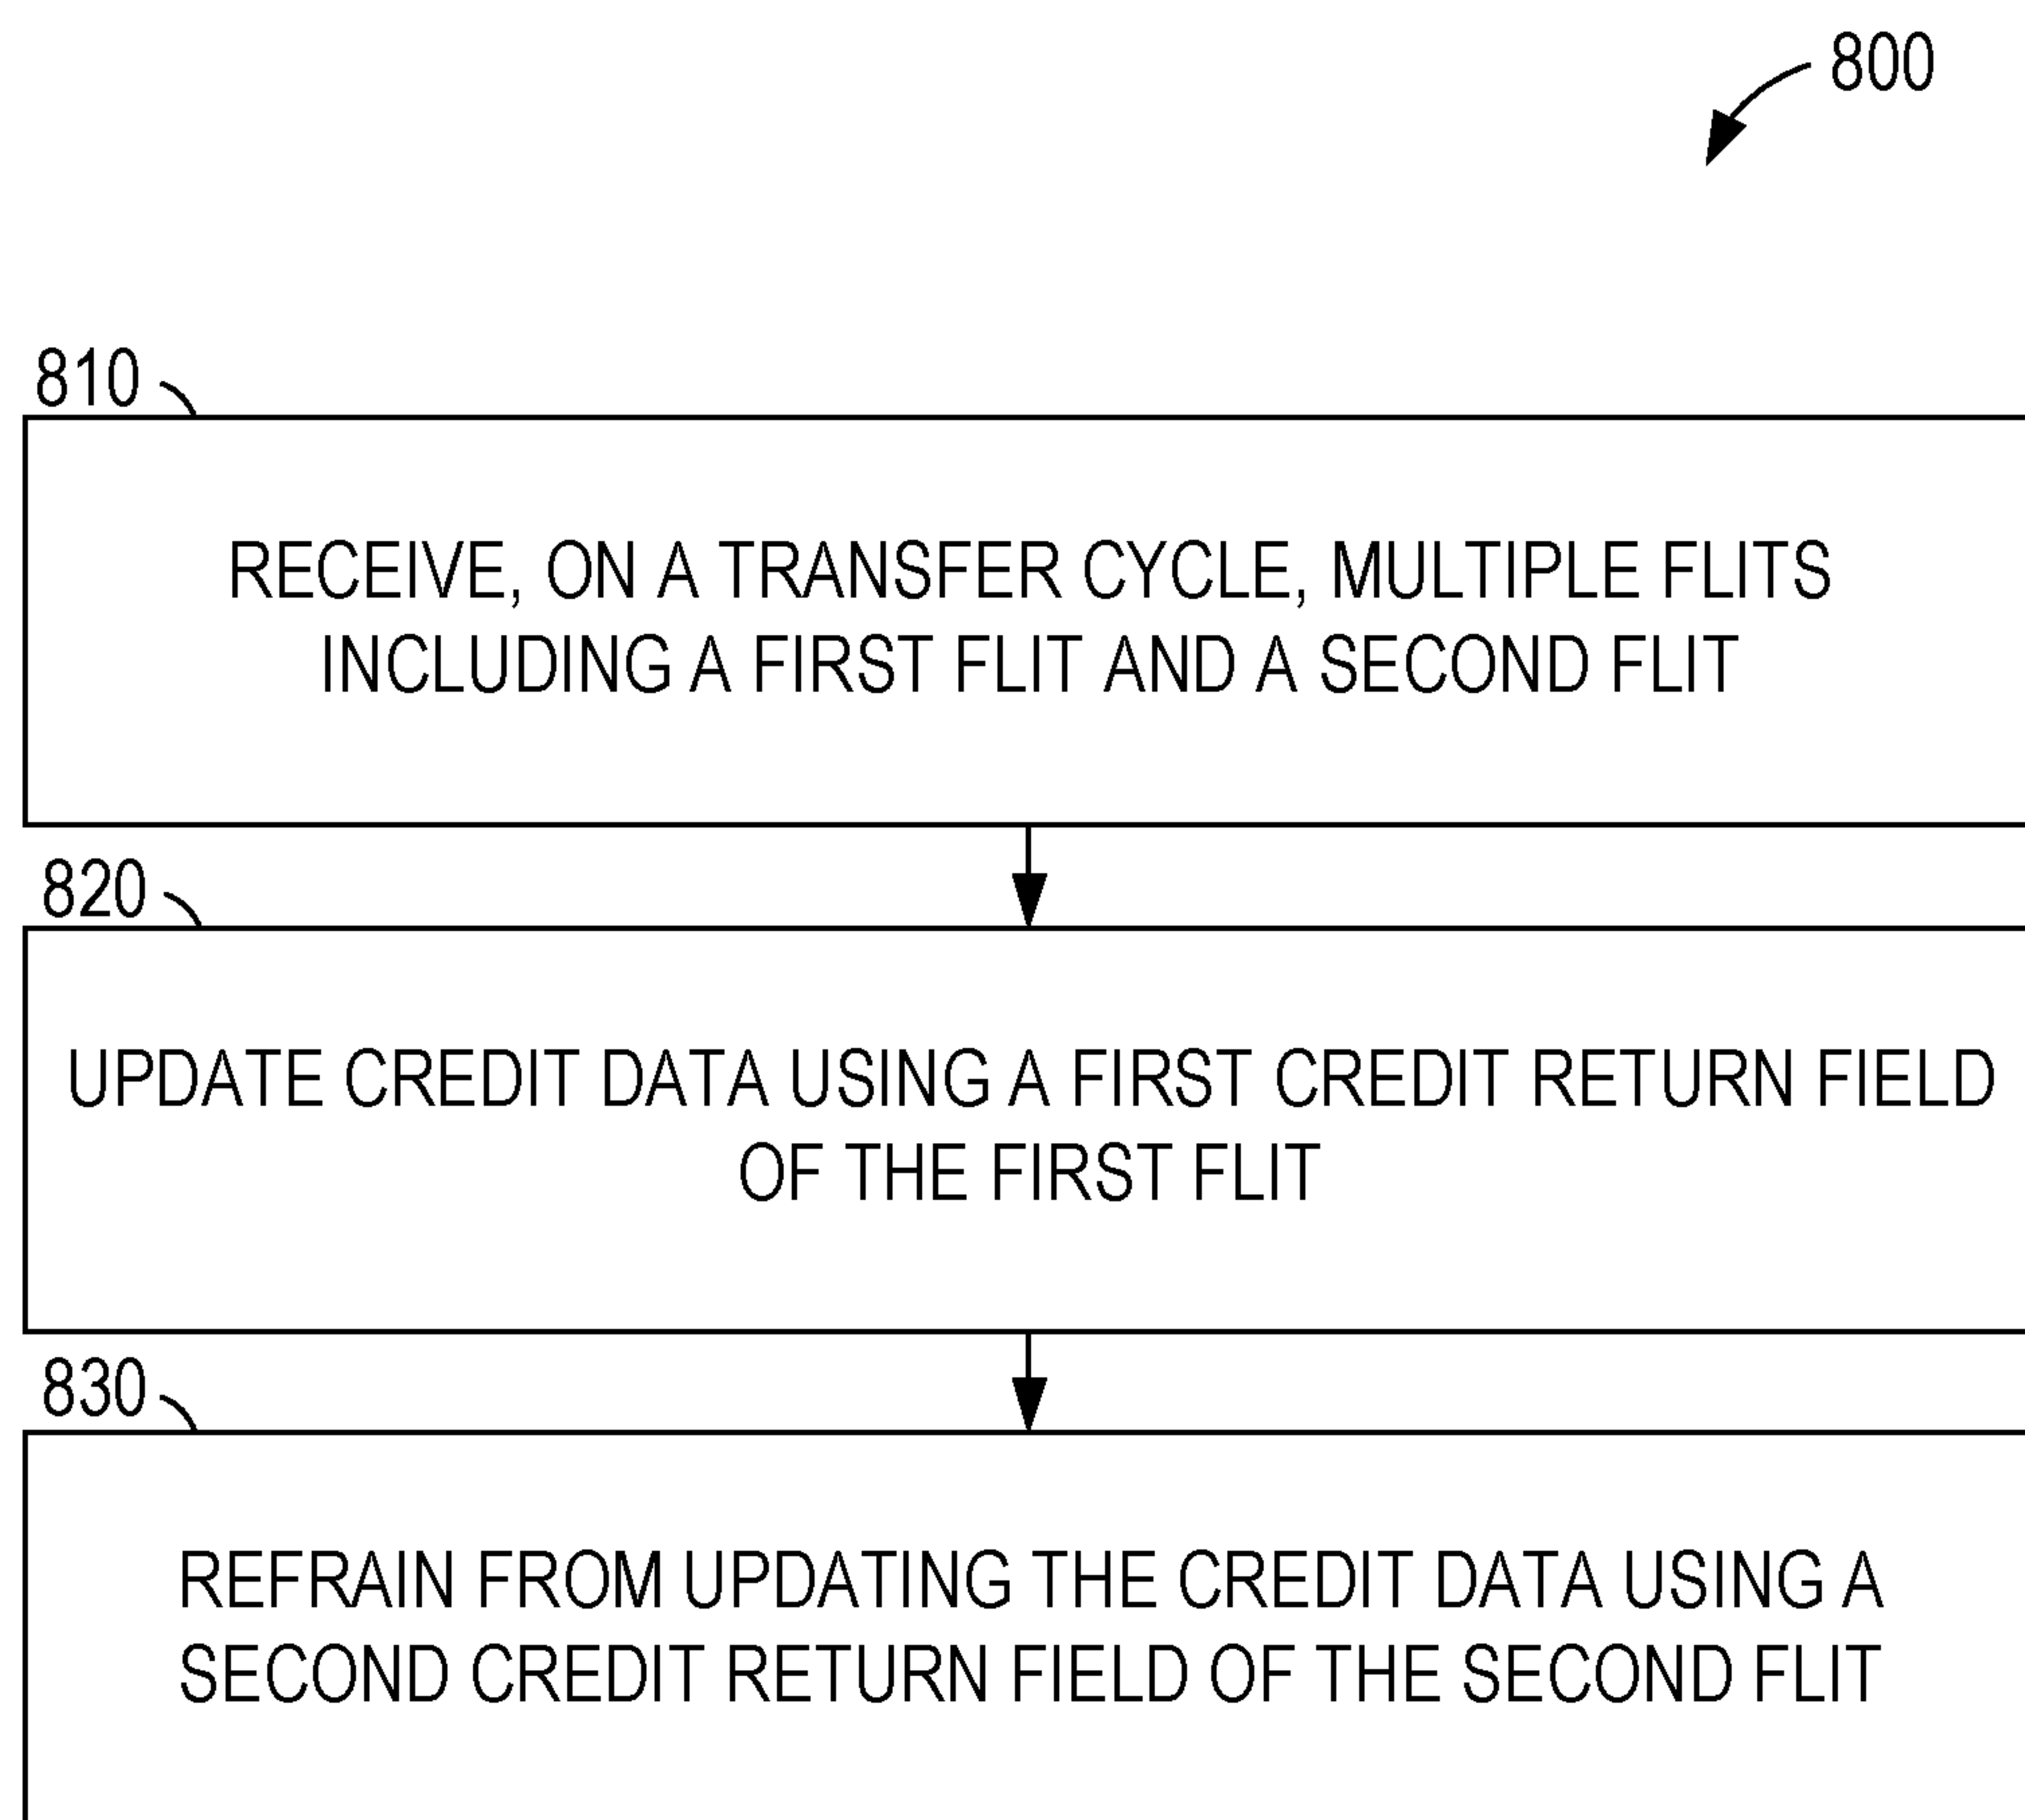 800
810
RECEIVE, ON A TRANSFER CYCLE, MULTIPLE FLITS
INCLUDING A FIRST FLIT AND A SECOND FLIT
820
UPDATE CREDIT DATA USING A FIRST CREDIT RETURN FIELD
OF THE FIRST FLIT
830
REFRAIN FROM UPDATING THE CREDIT DATA USING A
SECOND CREDIT RETURN FIELD OF THE SECOND FLIT